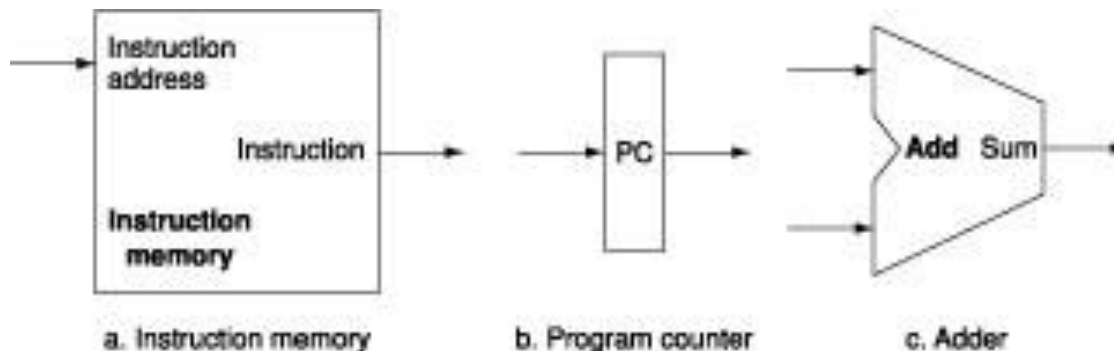 Instruction
address
Instruction
Instruction
memory
PC
Add Sum
a. Instruction memory
b. Program counter
c. Adder